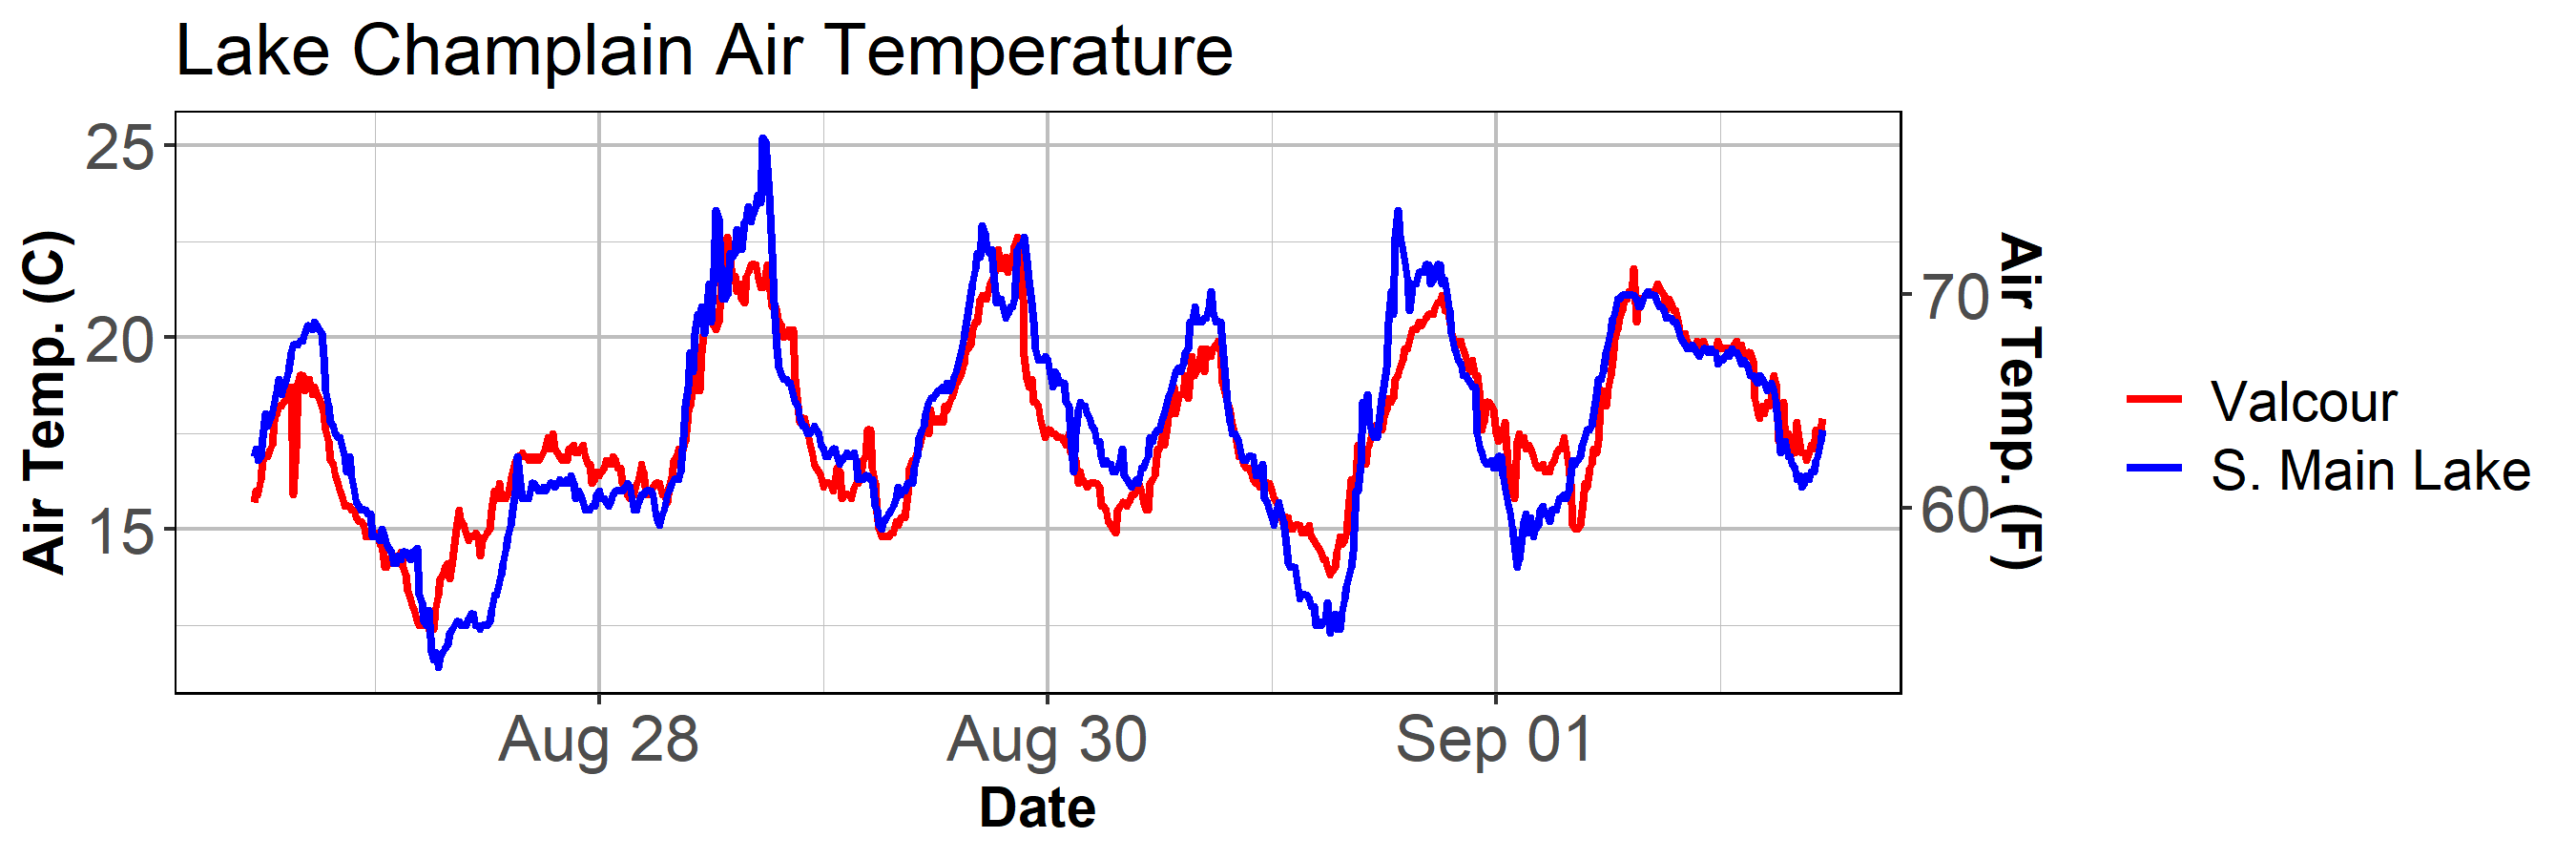 Lake Champlain Air Temperature
Air Temp. (C)
25
20
15
70
60
Air Temp. (F)
Aug 28
Aug 30
Sep 01
Date
Valcour
S. Main Lake